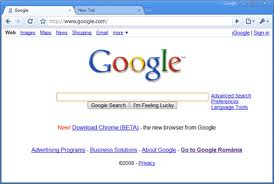 Google
New Tab
http://www.google.com/
Web Images Maps News Shopping Gmail more
iGoogle | Sign in
Google™
Advanced Search
Preferences
Language Tools
Google Search I'm Feeling Lucky
New! Download Chrome (BETA) - the new browser from Google
Advertising Programs - Business Solutions - About Google - Go to Google România
©2008 - Privacy